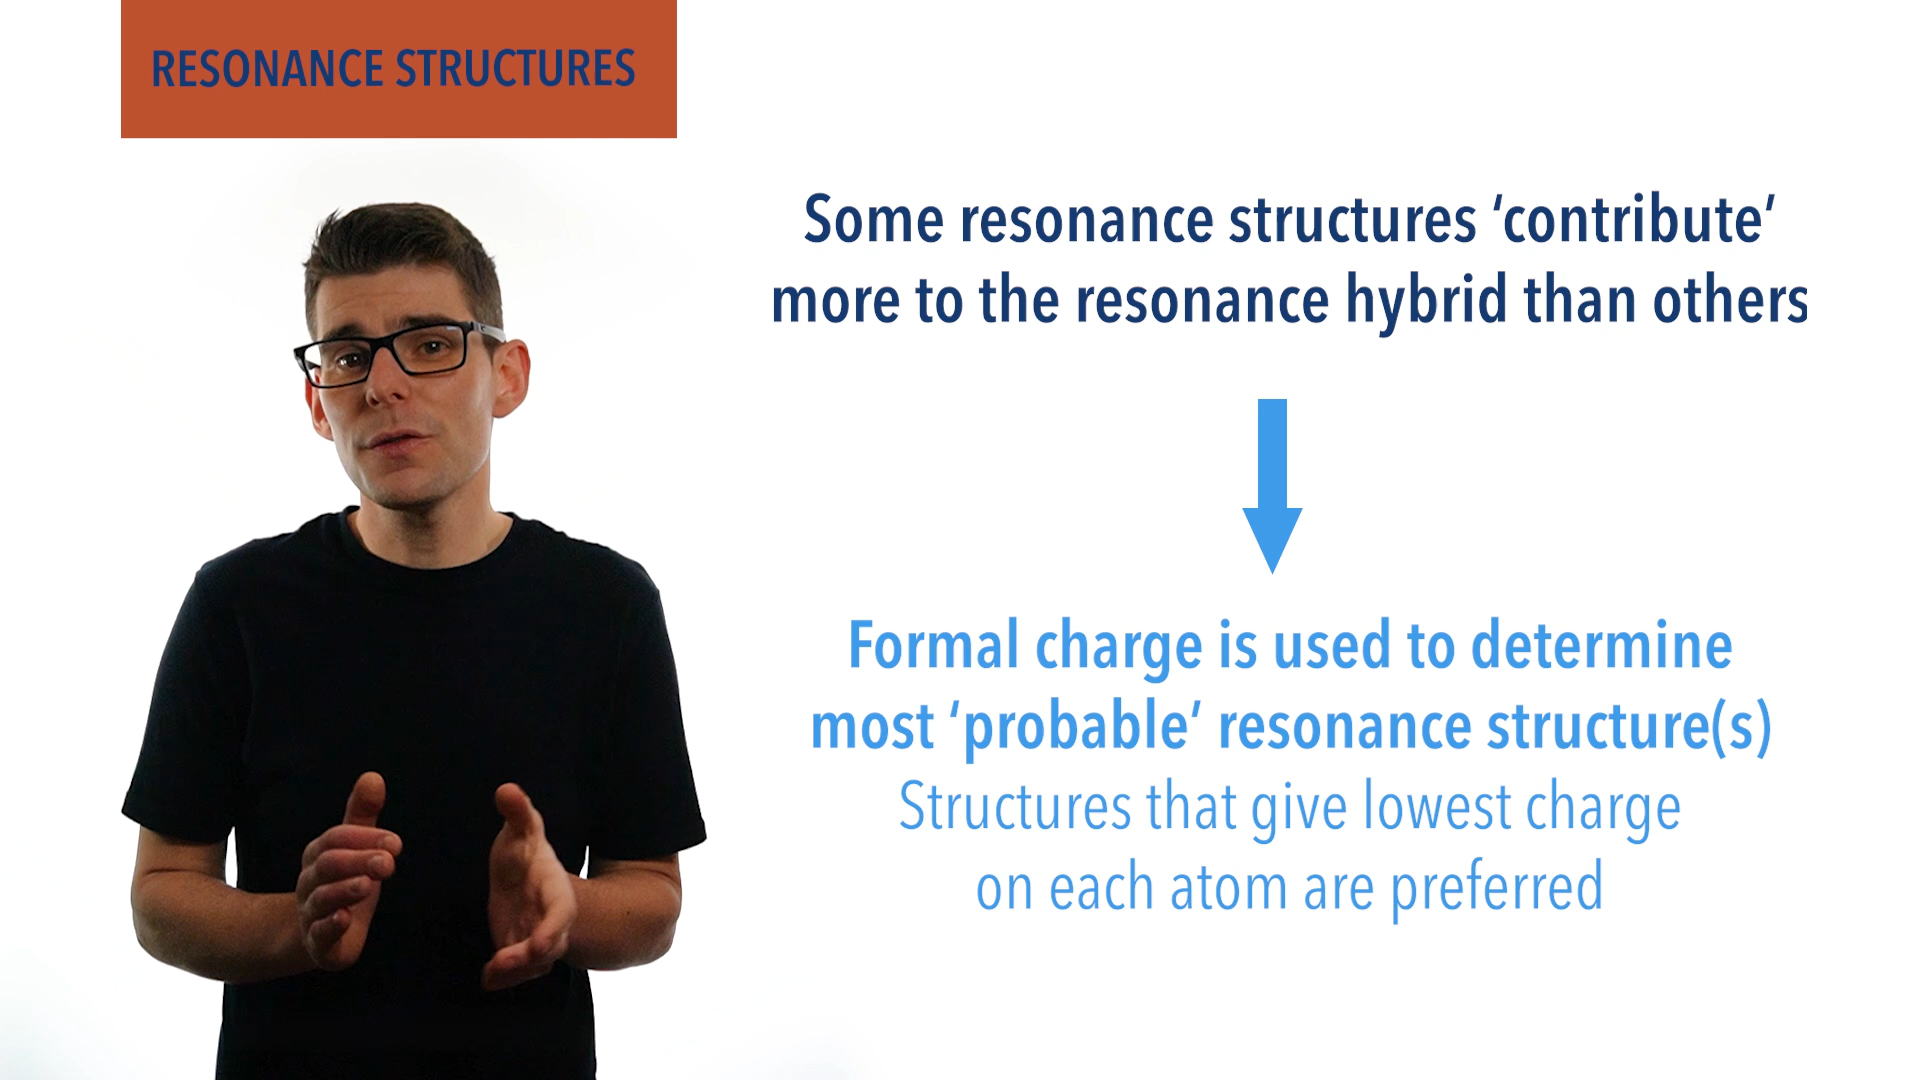 RESONANCE STRUCTURES
Some resonance structures ‘contribute’
more to the resonance hybrid than others
Formal charge is used to determine
most ‘probable’ resonance structure(s)
Structures that give lowest charge
on each atom are preferred